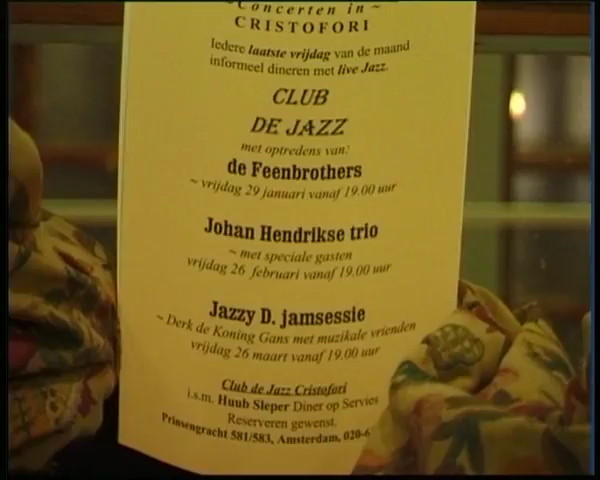 ~Concerten in ~
CRISTOFORI
Iedere laatste vrijdag van de maand
informeel dineren met live Jazz.
CLUB
DE JAZZ
met optredens van:
de Feenbrothers
~ vrijdag 29 januari vanaf 19.00 uur
Johan Hendrikse trio
~ met speciale gasten
vrijdag 26 februari vanaf 19.00 uur
Jazzy D. jamsessie
~ Derk de Koning Gans met muzikale vrienden
vrijdag 26 maart vanaf 19.00 uur
Club de Jazz Cristofori
i.s.m. Huub Sleper Diner op Servies
Reserveren gewenst.
Prinsengracht 581/583, Amsterdam, 020-6